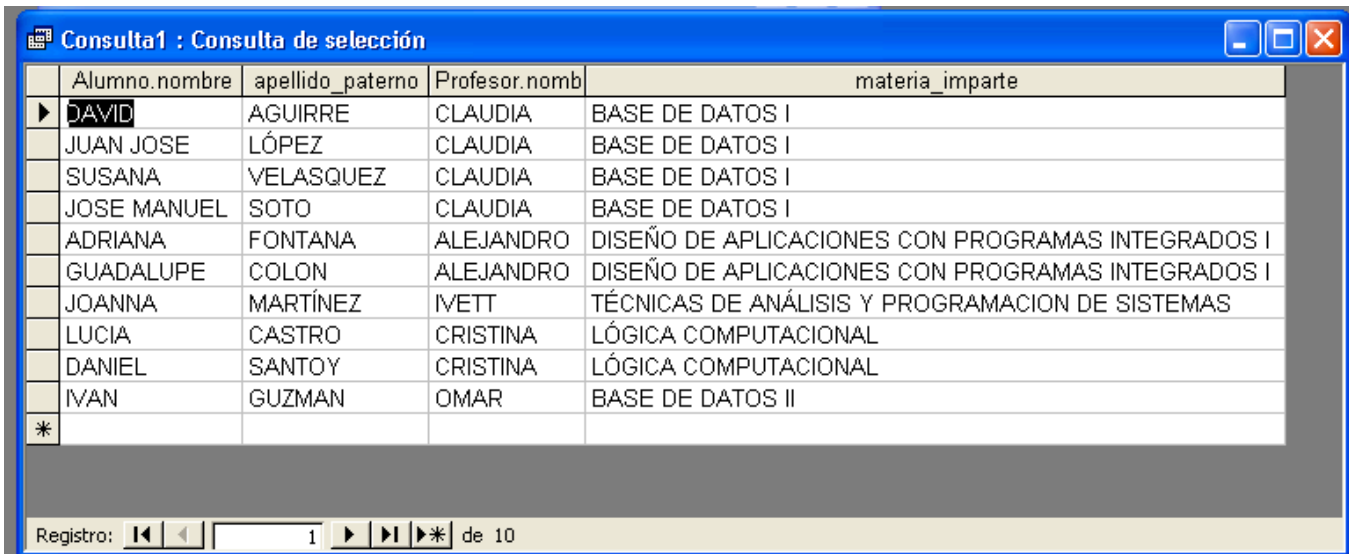 Consulta1 : Consulta de selección
Alumno.nombre apellido_paterno Profesor.nomb materia_imparte
DAVID AGUIRRE CLAUDIA BASE DE DATOS I
JUAN JOSE LÓPEZ CLAUDIA BASE DE DATOS I
SUSANA VELASQUEZ CLAUDIA BASE DE DATOS I
JOSE MANUEL SOTO CLAUDIA BASE DE DATOS I
ADRIANA FONTANA ALEJANDRO DISEÑO DE APLICACIONES CON PROGRAMAS INTEGRADOS I
GUADALUPE COLON ALEJANDRO DISEÑO DE APLICACIONES CON PROGRAMAS INTEGRADOS I
JOANNA MARTÍNEZ IVETT TÉCNICAS DE ANÁLISIS Y PROGRAMACION DE SISTEMAS
LUCIA CASTRO CRISTINA LÓGICA COMPUTACIONAL
DANIEL SANTOY CRISTINA LÓGICA COMPUTACIONAL
IVAN GUZMAN OMAR BASE DE DATOS II
Registro: 1 de 10